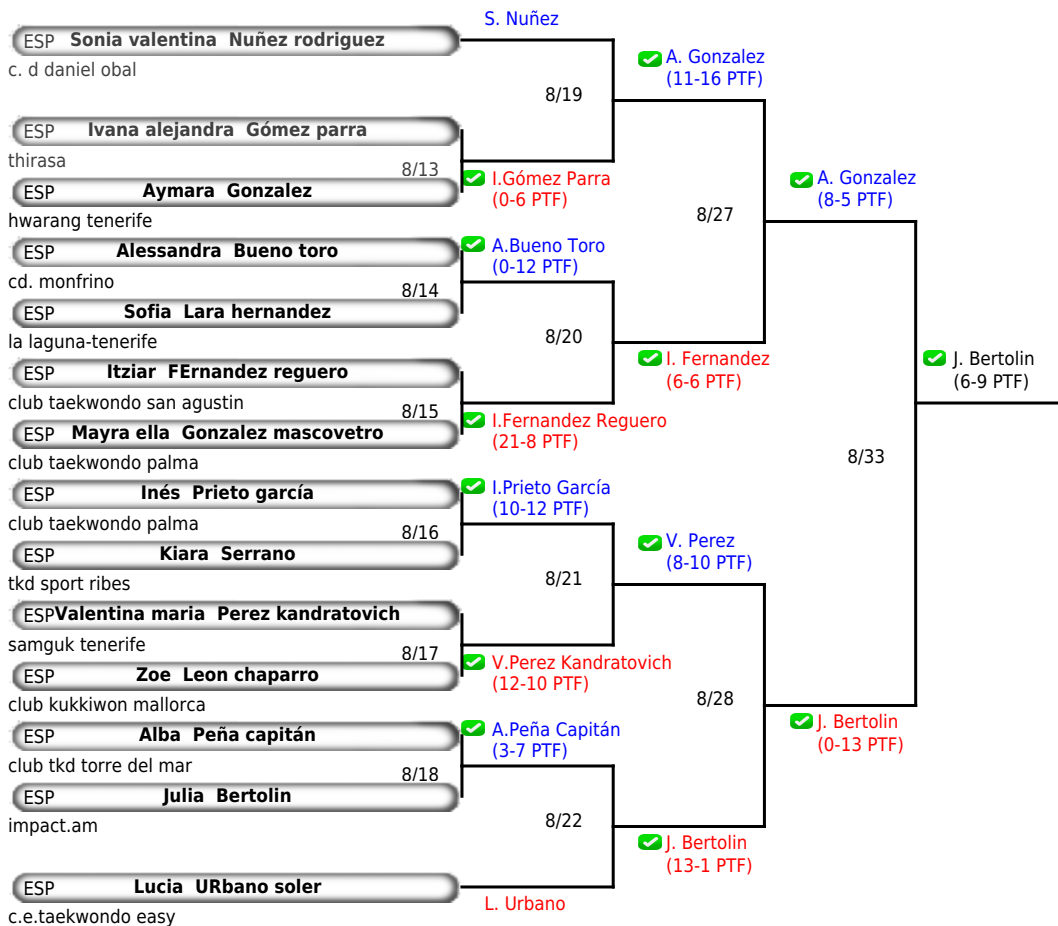 S. Nuñez
ESP Sonia valentina Nuñez rodriguez
c. d daniel obal
A. Gonzalez
(11-16 PTF)
8/19
ESP Ivana alejandra Gómez parra
thirasa
8/13
I.Gómez Parra
(0-6 PTF)
ESP Aymara Gonzalez
hwarang tenerife
A. Gonzalez
(8-5 PTF)
8/27
ESP Alessandra Bueno toro
cd. monfrino
A.Bueno Toro
(0-12 PTF)
8/14
ESP Sofia Lara hernandez
la laguna-tenerife
8/20
I. Fernandez
(6-6 PTF)
J. Bertolin
(6-9 PTF)
ESP Itziar FErnandez reguero
club taekwondo san agustin
8/15
I.Fernandez Reguero
(21-8 PTF)
ESP Mayra ella Gonzalez mascovetro
club taekwondo palma
8/33
ESP Inés Prieto garcía
club taekwondo palma
I.Prieto García
(10-12 PTF)
8/16
ESP Kiara Serrano
tkd sport ribes
V. Perez
(8-10 PTF)
8/21
ESPValentina maria Perez kandratovich
samguk tenerife
8/17
V.Perez Kandratovich
(12-10 PTF)
ESP Zoe Leon chaparro
club kukkiwon mallorca
8/28
J. Bertolin
(0-13 PTF)
ESP Alba Peña capitán
club tkd torre del mar
A.Peña Capitán
(3-7 PTF)
8/18
ESP Julia Bertolin
impact.am
8/22
J. Bertolin
(13-1 PTF)
ESP Lucia URbano soler
c.e.taekwondo easy
L. Urbano